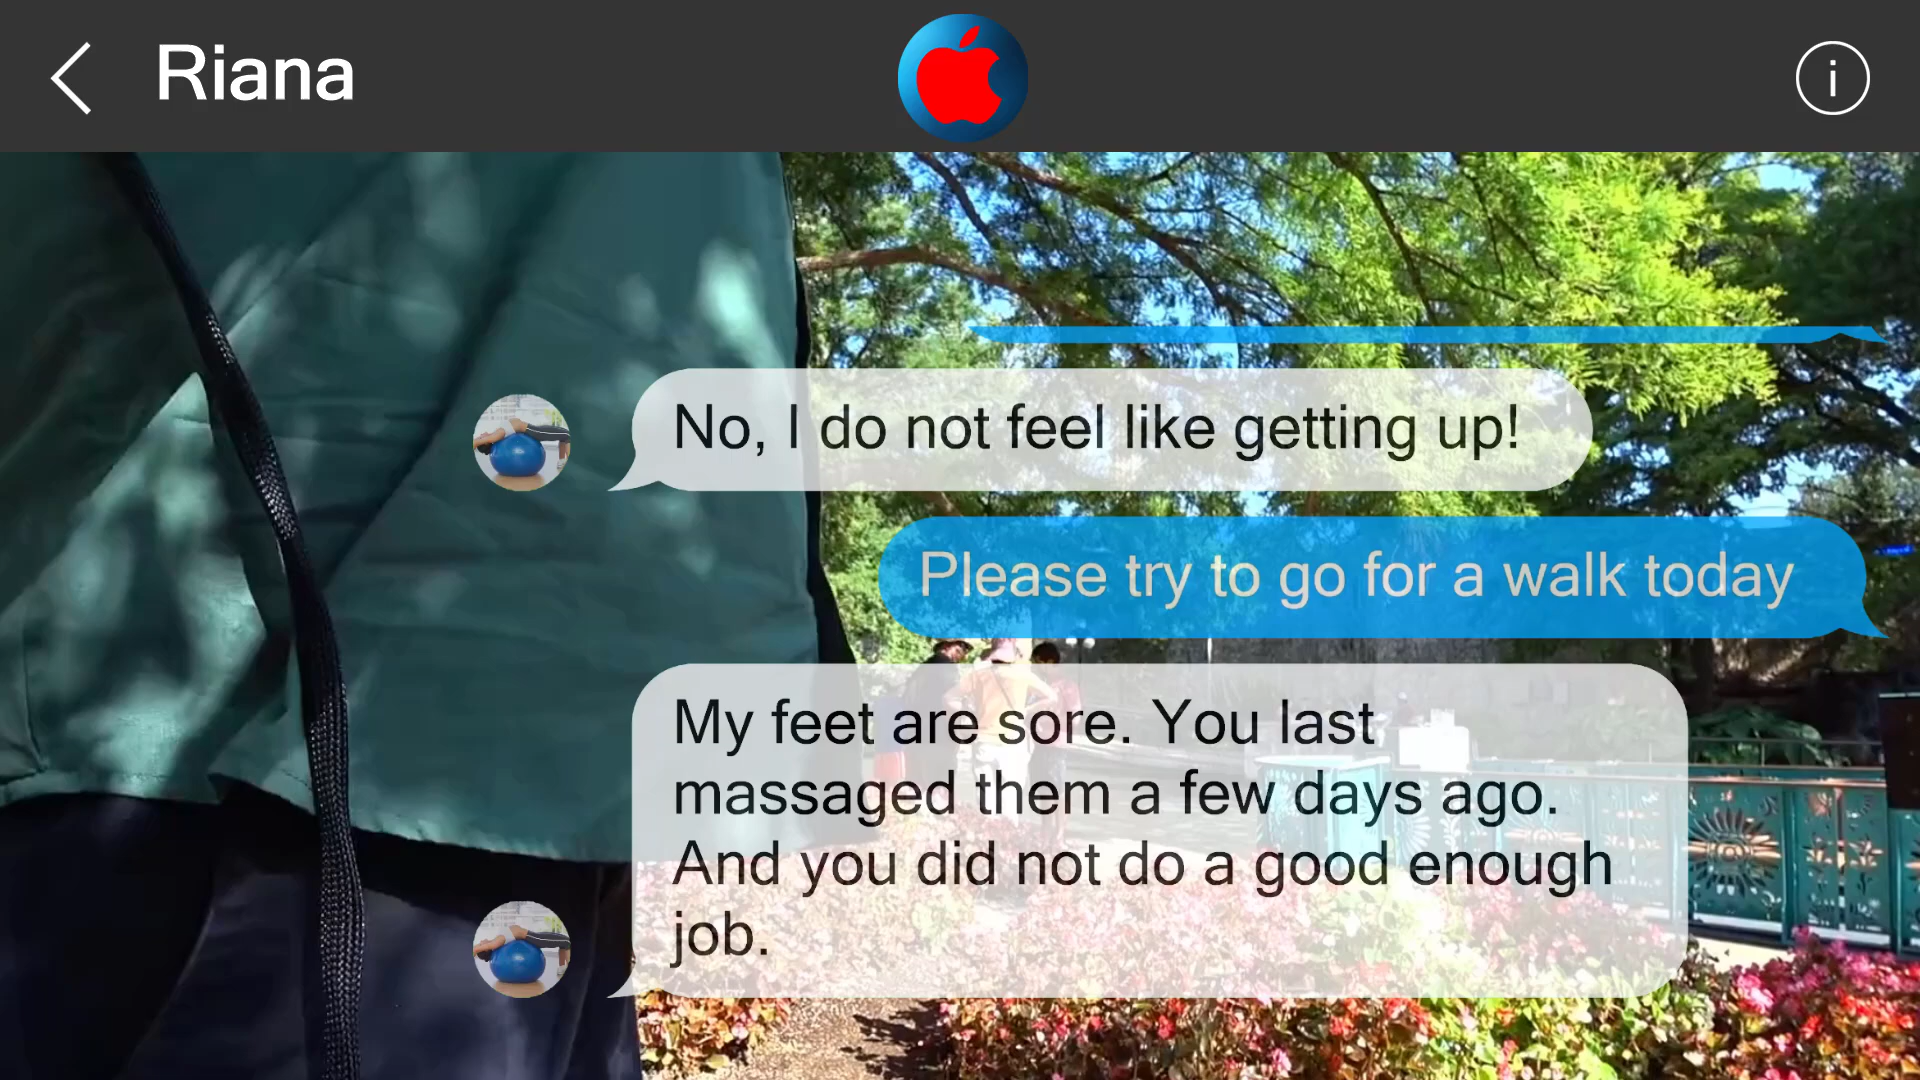 Riana
i
No, I do not feel like getting up!
Please try to go for a walk today
My feet are sore. You last
massaged them a few days ago.
And you did not do a good enough
job.